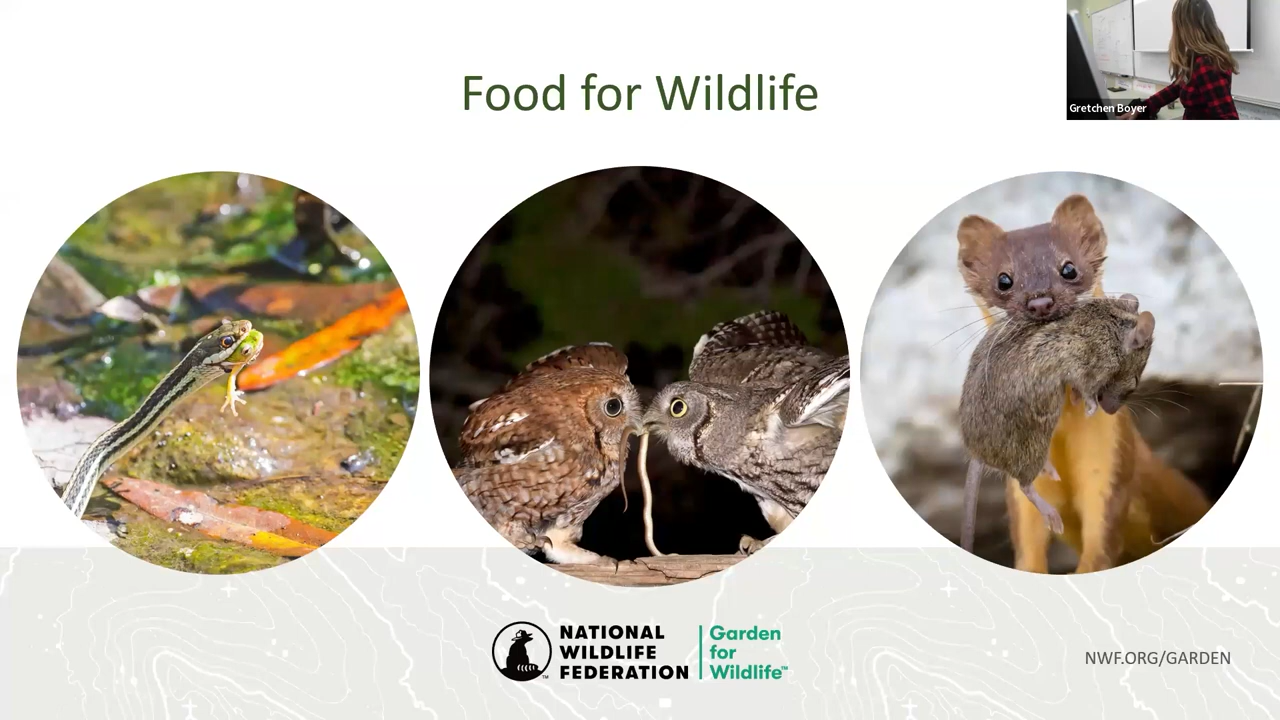 Food for Wildlife
Gretchen Boyer
NATIONAL
WILDLIFE
FEDERATION
Garden
for
Wildlife™
NWF.ORG/GARDEN